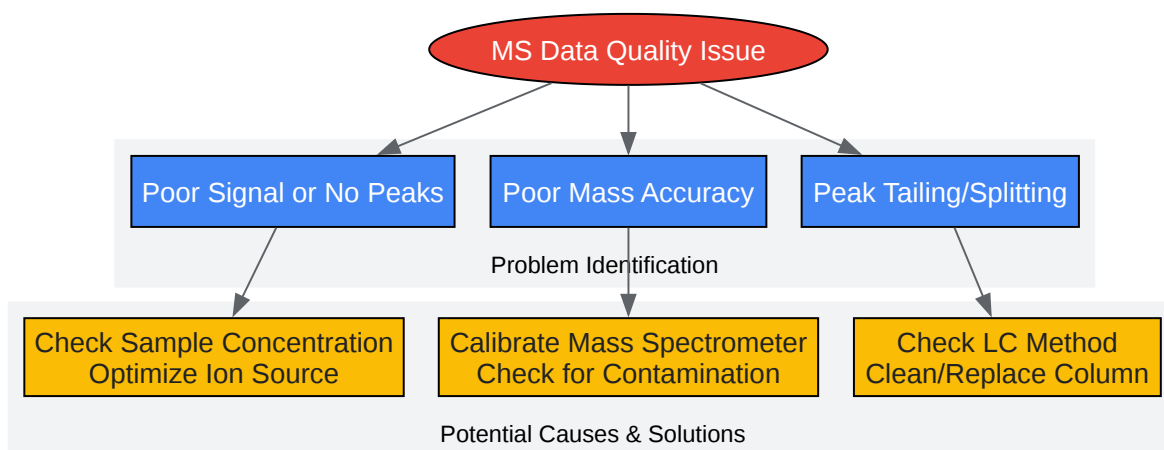 MS Data Quality Issue
Poor Signal or No Peaks
Poor Mass Accuracy
Peak Tailing/Splitting
Problem Identification
Check Sample Concentration
Optimize Ion Source
Calibrate Mass Spectrometer
Check for Contamination
Check LC Method
Clean/Replace Column
Potential Causes & Solutions